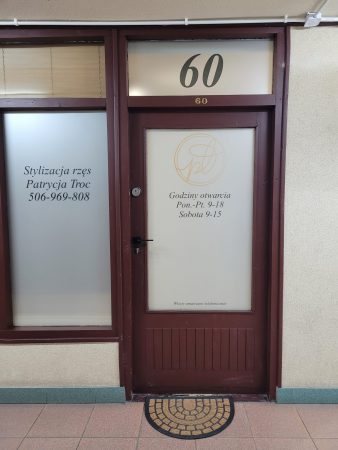 60
60
Stylizacja rzęs
Patrycja Troc
506-969-808
Godziny otwarcia
Pon.-Pt. 9-18
Sobota 9-15